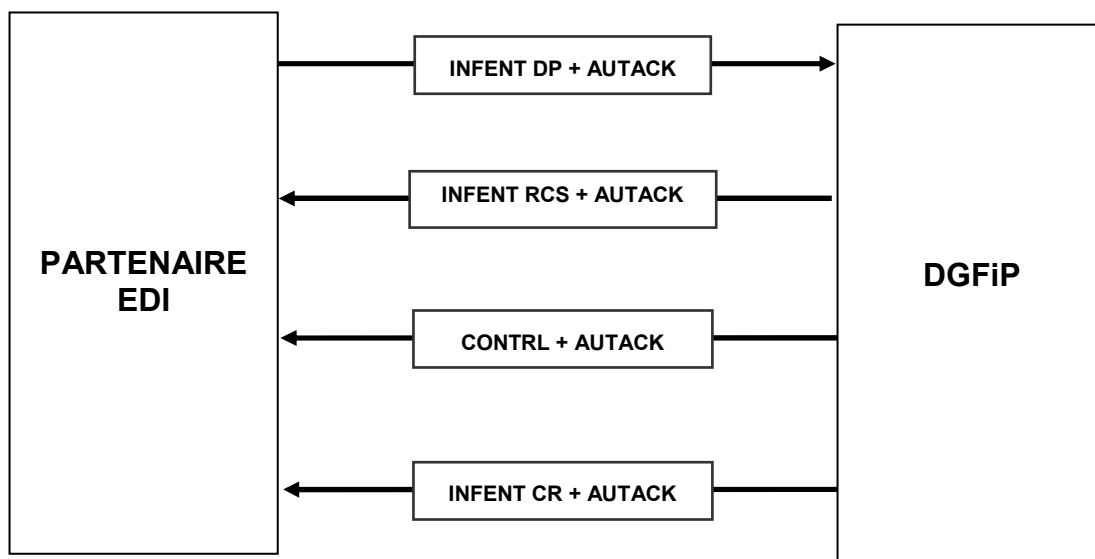 INFENT DP + AUTACK
INFENT RCS + AUTACK
PARTENAIRE
EDI
DGFiP
CONTRL + AUTACK
INFENT CR + AUTACK